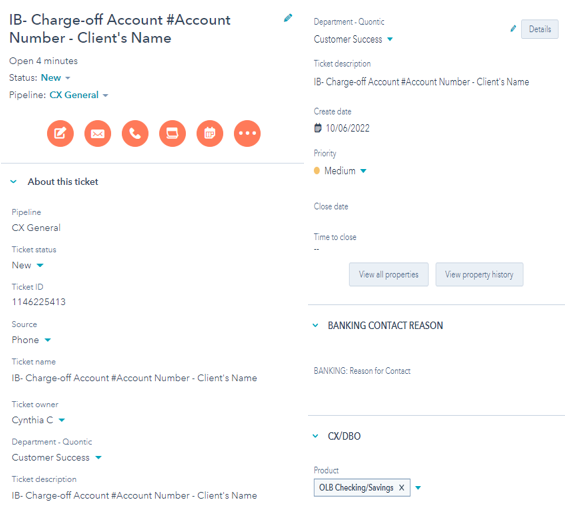 IB- Charge-off Account #Account
Number - Client's Name
Open 4 minutes
Status: New
Pipeline: CX General
About this ticket
Pipeline
CX General
Ticket status
New
Ticket ID
1146225413
Source
Phone
Ticket name
IB- Charge-off Account #Account Number - Client's Name
Ticket owner
Cynthia C
Department - Quontic
Customer Success
Ticket description
IB- Charge-off Account #Account Number - Client's Name
Department - Quontic
Details
Customer Success
Ticket description
IB- Charge-off Account #Account Number - Client's Name
Create date
10/06/2022
Priority
Medium
Close date
Time to close
--
View all properties
View property history
BANKING CONTACT REASON
BANKING: Reason for Contact
CX/DBO
Product
OLB Checking/Savings X